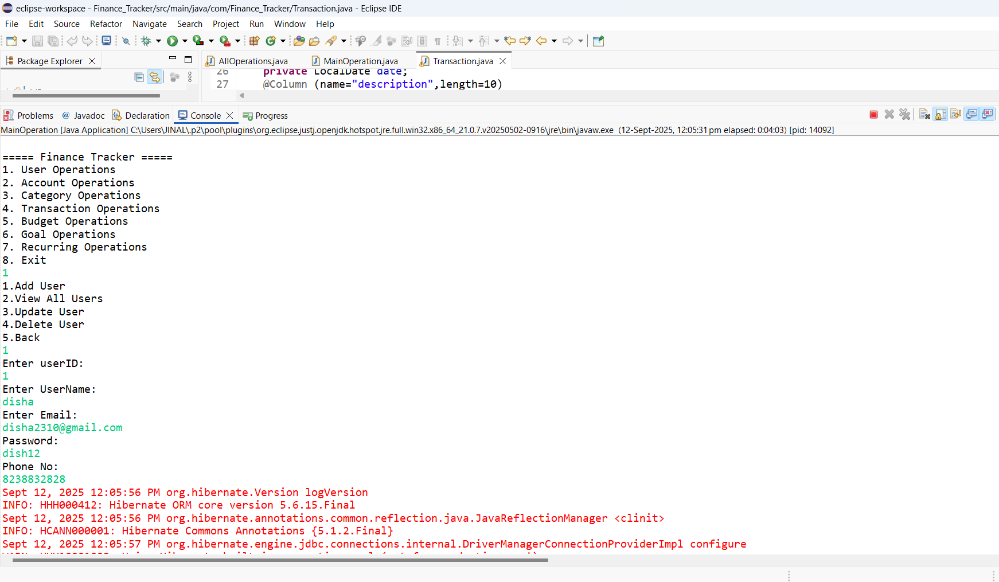 eclipse-workspace - Finance_Tracker/src/main/java/com/Finance_Tracker/Transaction.java - Eclipse IDE
File Edit Source Refactor Navigate Search Project Run Window Help
Package Explorer
AllOperations.java MainOperation.java Transaction.java
26 private LocalDate date;
27 @Column (name="description",length=10)
Problems Javadoc Declaration Console Progress
MainOperation [Java Application] C:\Users\JINAL\.p2\pool\plugins\org.eclipse.justj.openjdk.hotspot.jre.full.win32.x86_64_21.0.7.v20250502-0916\jre\bin\javaw.exe (12-Sept-2025, 12:05:31 pm elapsed: 0:04:03) [pid: 14092]
===== Finance Tracker =====
1. User Operations
2. Account Operations
3. Category Operations
4. Transaction Operations
5. Budget Operations
6. Goal Operations
7. Recurring Operations
8. Exit
1
1.Add User
2.View All Users
3.Update User
4.Delete User
5.Back
1
Enter userID:
1
Enter UserName:
disha
Enter Email:
disha2310@gmail.com
Password:
dish12
Phone No:
8238832828
Sept 12, 2025 12:05:56 PM org.hibernate.Version logVersion
INFO: HHH000412: Hibernate ORM core version 5.6.15.Final
Sept 12, 2025 12:05:56 PM org.hibernate.annotations.common.reflection.java.JavaReflectionManager <clinit>
INFO: HCANN000001: Hibernate Commons Annotations {5.1.2.Final}
Sept 12, 2025 12:05:57 PM org.hibernate.engine.jdbc.connections.internal.DriverManagerConnectionProviderImpl configure